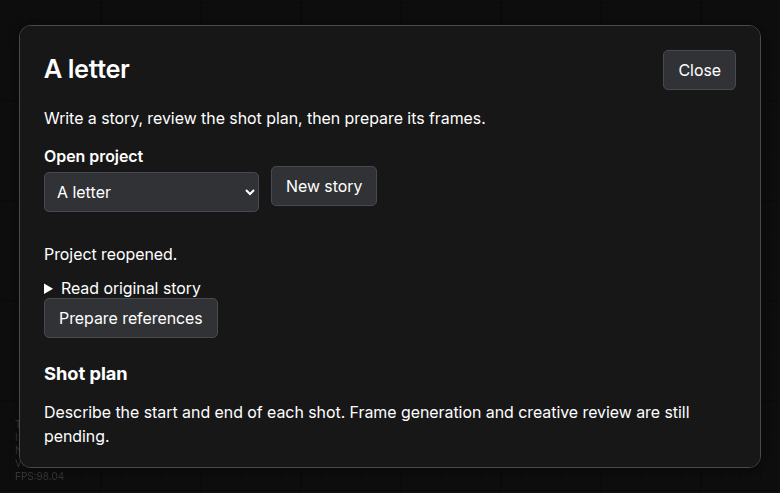 A letter
Close
Write a story, review the shot plan, then prepare its frames.
Open project
A letter
New story
Project reopened.
Read original story
Prepare references
Shot plan
Describe the start and end of each shot. Frame generation and creative review are still
pending.
FPS:98.04